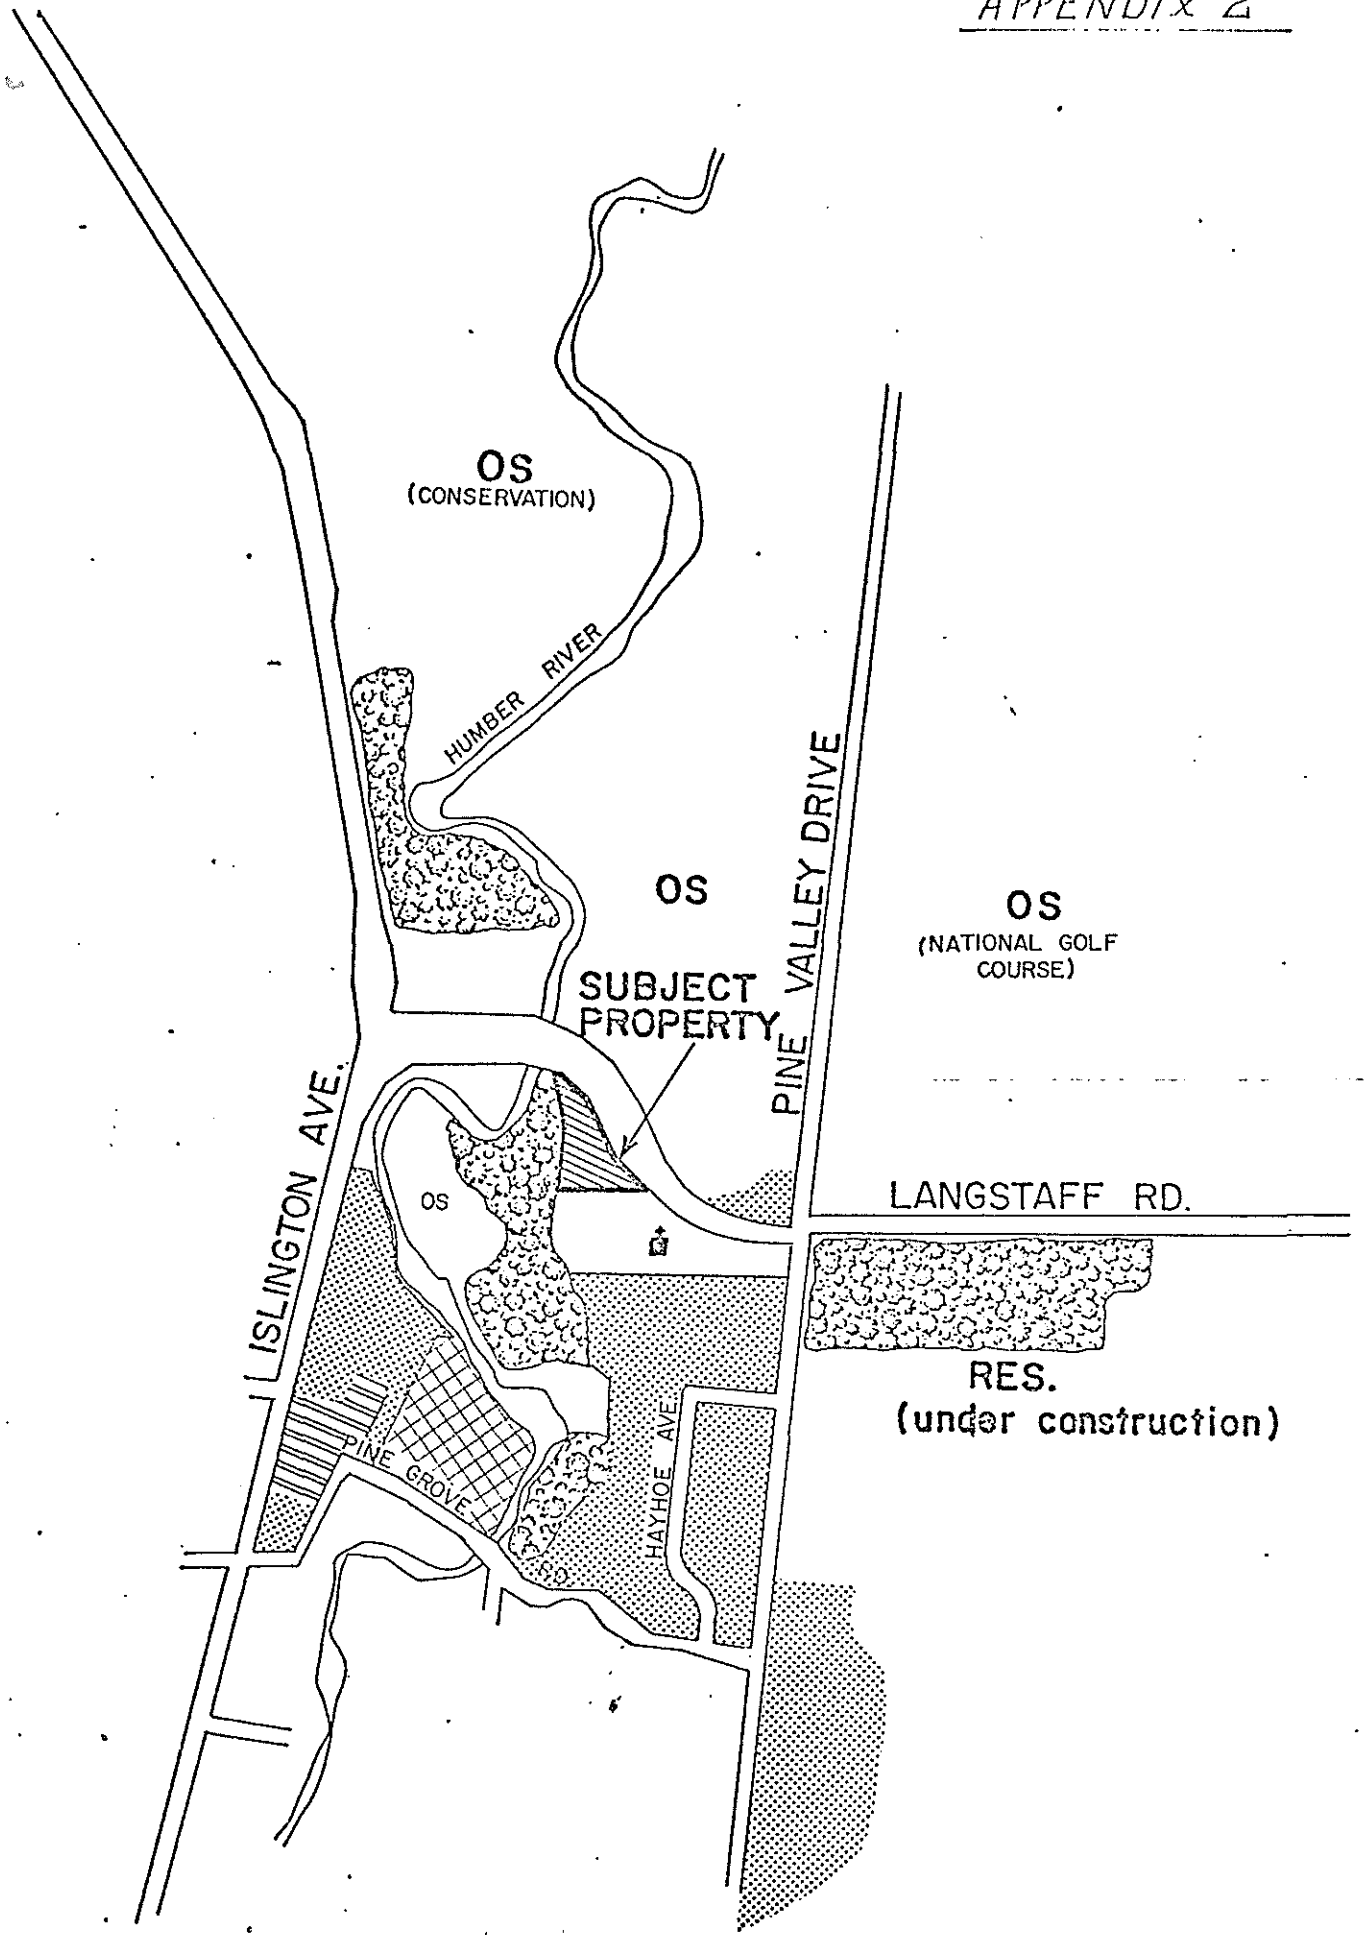 APPENDIX 2
OS
(CONSERVATION)
HUMBER RIVER
PINE VALLEY DRIVE
OS
OS
(NATIONAL GOLF
COURSE)
SUBJECT
PROPERTY
ISLINGTON AVE.
OS
LANGSTAFF RD.
RES.
(under construction)
HAYHOE AVE.
PINE GROVE RD